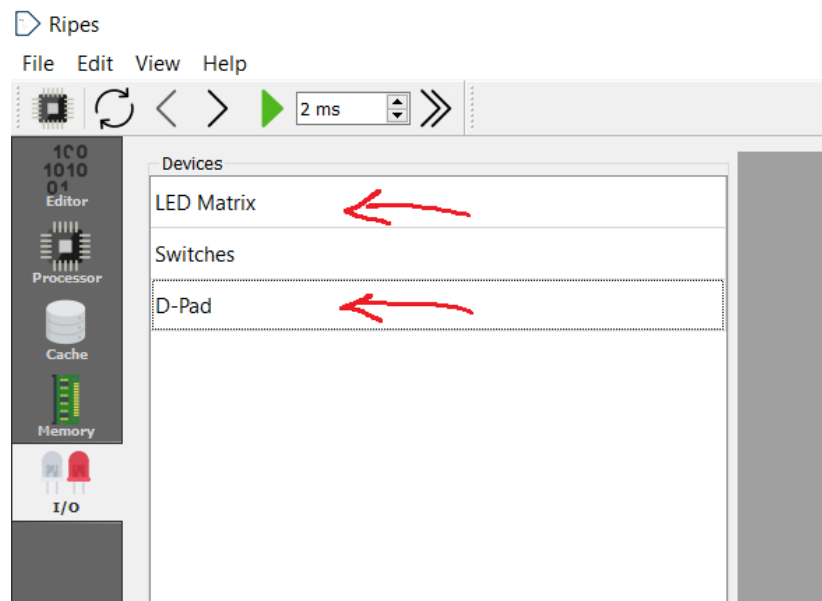 Ripes
File Edit View Help
2 ms
100
1010
01
Editor
Processor
Cache
Memory
I/O
Devices
LED Matrix
Switches
D-Pad